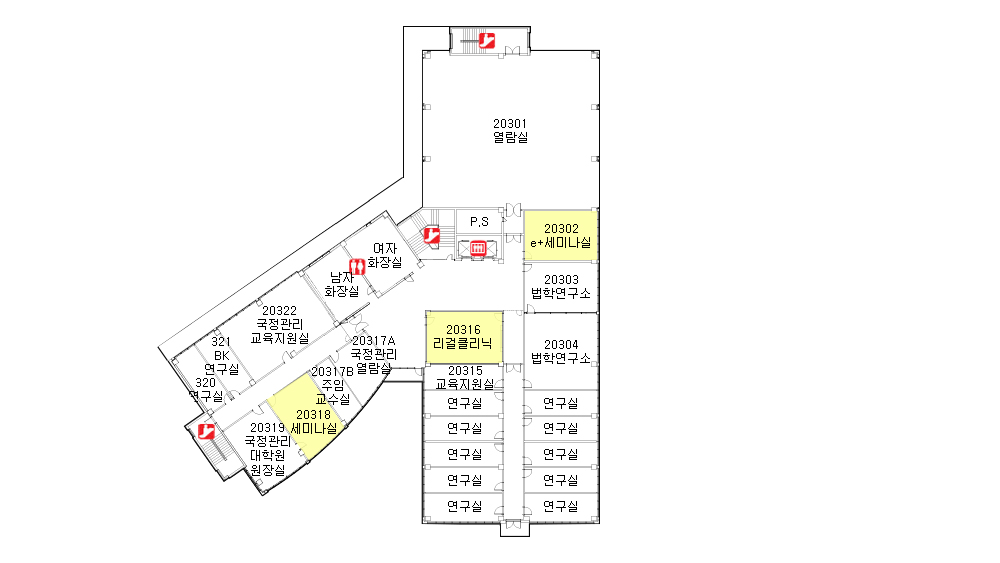 20301
열람실
P.S
20302
e+세미나실
여자
화장실
남자
화장실
20303
법학연구소
20322
국정관리
교육지원실
20316
리걸클리닉
20304
법학연구소
321
BK
연구실
20317A
국정관리
열람실
20317B
주임
교수실
20315
교육지원실
320
연구실
20318
세미나실
20319
국정관리
대학원
원장실
연구실
연구실
연구실
연구실
연구실
연구실
연구실
연구실
연구실
연구실